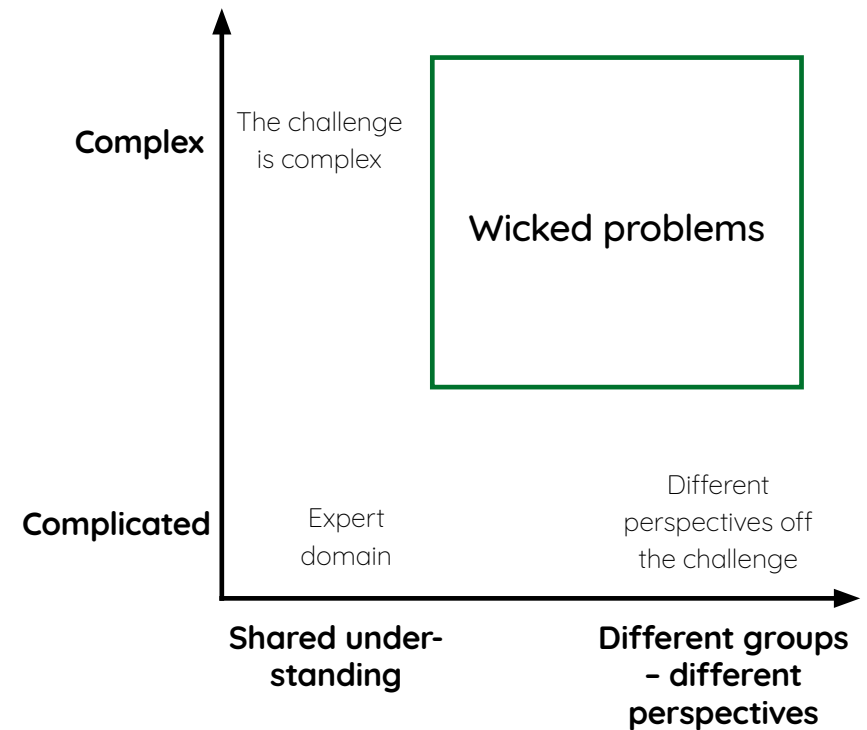 Complex
The challenge
is complex
Wicked problems
Complicated
Expert
domain
Different
perspectives off
the challenge
Shared under-
standing
Different groups
– different
perspectives